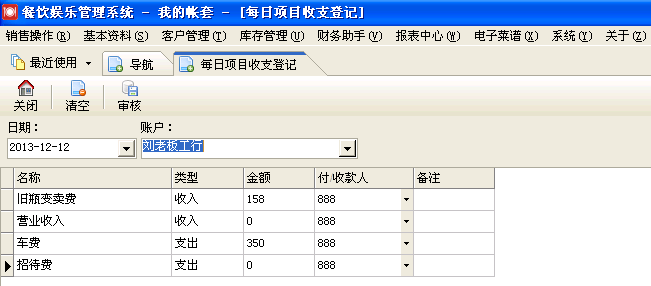 餐饮娱乐管理系统 - 我的帐套 - [每日项目收支登记]
销售操作(R) 基本资料(S) 客户管理(T) 库存管理(U) 财务助手(V) 报表中心(W) 电子菜谱(X) 系统(Y) 关于(Z)
最近使用 导航 每日项目收支登记
关闭 清空 审核
日期： 账户：
2013-12-12 刘老板工行
名称 类型 金额 付/收款人 备注
旧瓶变卖费 收入 158 888
营业收入 收入 0 888
车费 支出 350 888
招待费 支出 0 888